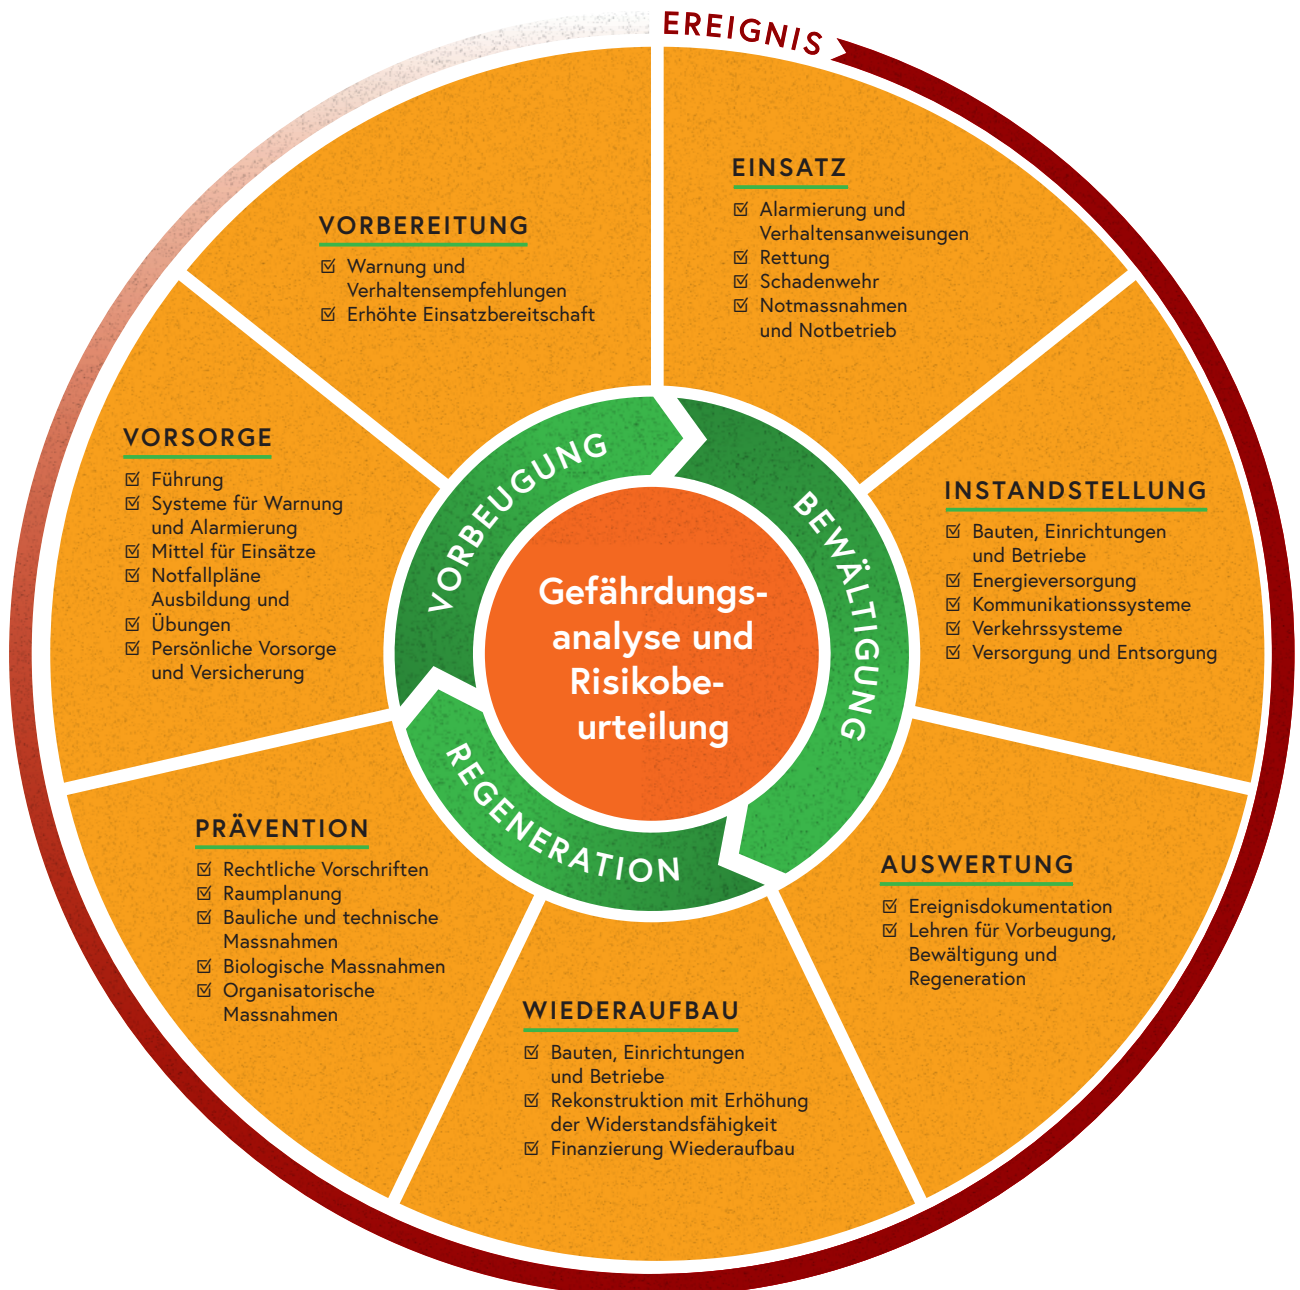 EREIGNIS
EINSATZ
Alarmierung und
Verhaltensanweisungen
Rettung
Schadenwehr
Notmassnahmen
und Notbetrieb
INSTANDSTELLUNG
Bauten, Einrichtungen
und Betriebe
Energieversorgung
Kommunikationssysteme
Verkehrssysteme
Versorgung und Entsorgung
AUSWERTUNG
Ereignisdokumentation
Lehren für Vorbeugung,
Bewältigung und
Regeneration
WIEDERAUFBAU
Bauten, Einrichtungen
und Betriebe
Rekonstruktion mit Erhöhung
der Widerstandsfähigkeit
Finanzierung Wiederaufbau
PRÄVENTION
Rechtliche Vorschriften
Raumplanung
Bauliche und technische
Massnahmen
Biologische Massnahmen
Organisatorische
Massnahmen
VORSORGE
Führung
Systeme für Warnung
und Alarmierung
Mittel für Einsätze
Notfallpläne
Ausbildung und
Übungen
Persönliche Vorsorge
und Versicherung
VORBEREITUNG
Warnung und
Verhaltensempfehlungen
Erhöhte Einsatzbereitschaft
VORBEUGUNG
BEWÄLTIGUNG
REGENERATION
Gefährdungs-
analyse und
Risikobe-
urteilung